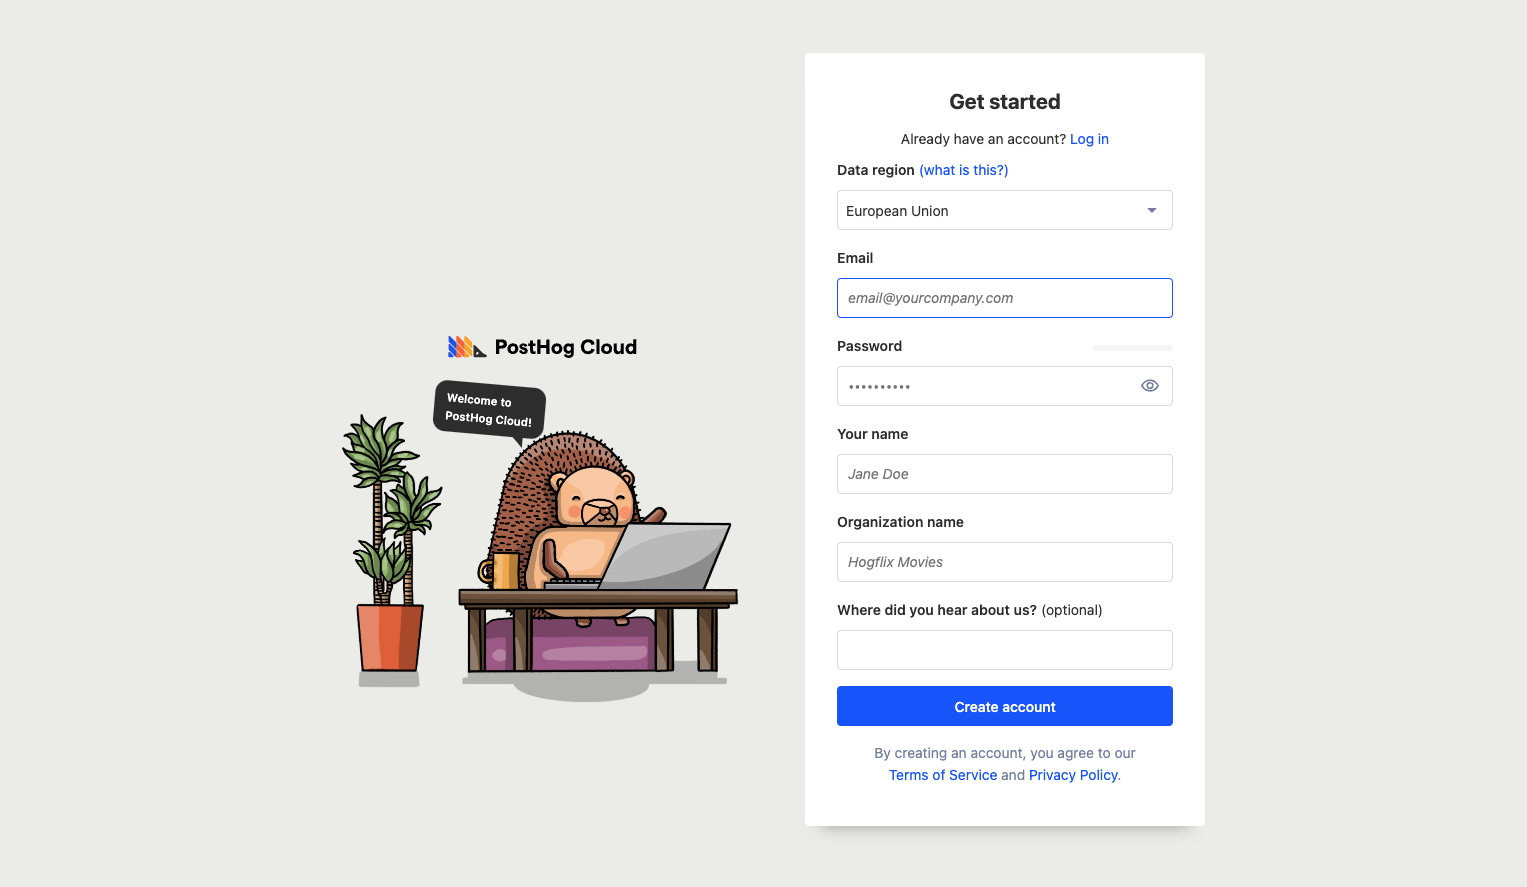 PostHog Cloud
Welcome to
PostHog Cloud!
Get started
Already have an account? Log in
Data region (what is this?)
European Union
Email
email@yourcompany.com
Password
••••••••••
Your name
Jane Doe
Organization name
Hogflix Movies
Where did you hear about us? (optional)
Create account
By creating an account, you agree to our
Terms of Service and Privacy Policy.